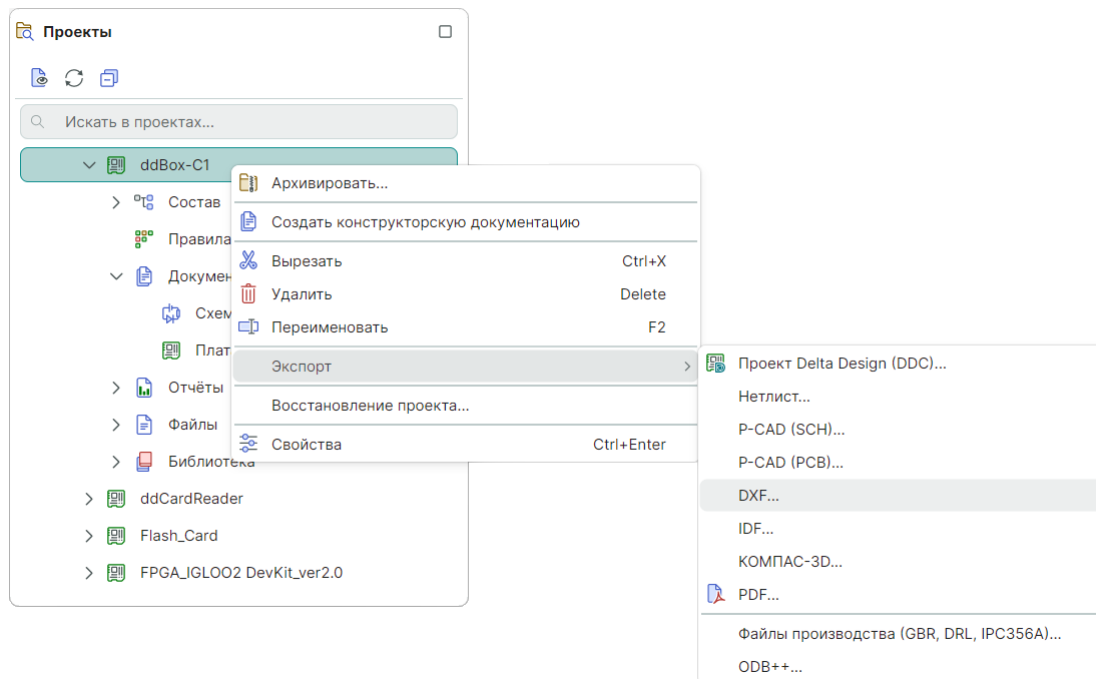 Проекты
Искать в проектах...
ddBox-C1
Состав
Правила
Докумен
Схем
Плат
Отчёты
Файлы
Библиотека
ddCardReader
Flash_Card
FPGA_IGLOO2 DevKit_ver2.0
Архивировать...
Создать конструкторскую документацию
Вырезать Ctrl+X
Удалить Delete
Переименовать F2
Экспорт
Восстановление проекта...
Свойства Ctrl+Enter
Проект Delta Design (DDC)...
Нетлист...
P-CAD (SCH)...
P-CAD (PCB)...
DXF...
IDF...
КОМПАС-3D...
PDF...
Файлы производства (GBR, DRL, IPC356A)...
ODB++...